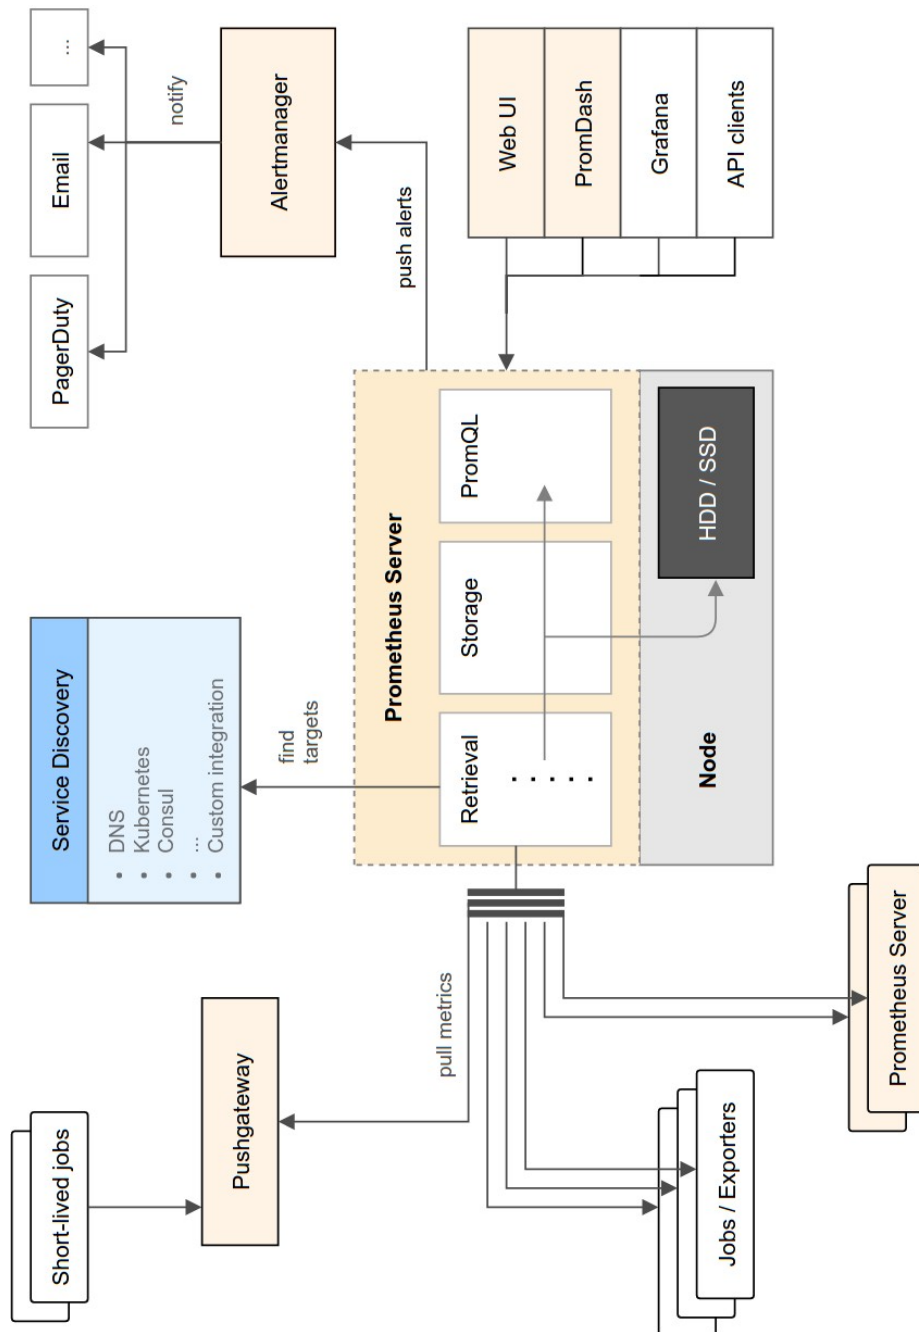 Short-lived jobs
Pushgateway
Service Discovery
• DNS
• Kubernetes
• Consul
• ...
• Custom integration
find
targets
PagerDuty
Email
...
notify
Alertmanager
push alerts
pull metrics
Prometheus Server
Retrieval
Storage
PromQL
Node
HDD / SSD
Web UI
PromDash
Grafana
API clients
Jobs / Exporters
Prometheus Server